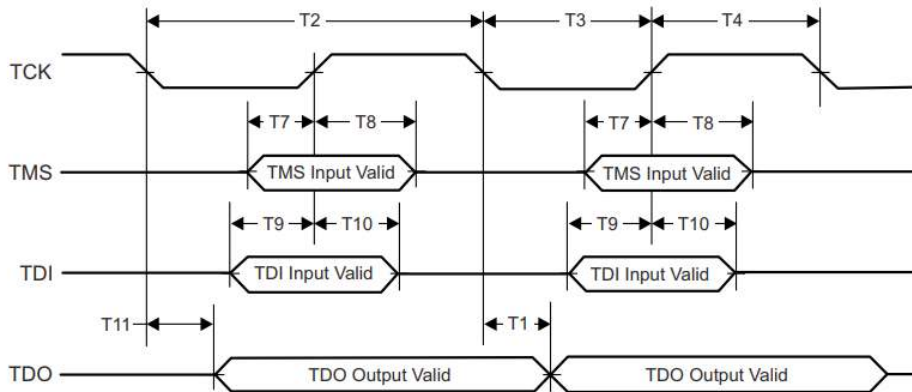 T2 T3 T4
TCK
T7 T8 T7 T8
TMS TMS Input Valid TMS Input Valid
T9 T10 T9 T10
TDI TDI Input Valid TDI Input Valid
T11 T1
TDO TDO Output Valid TDO Output Valid